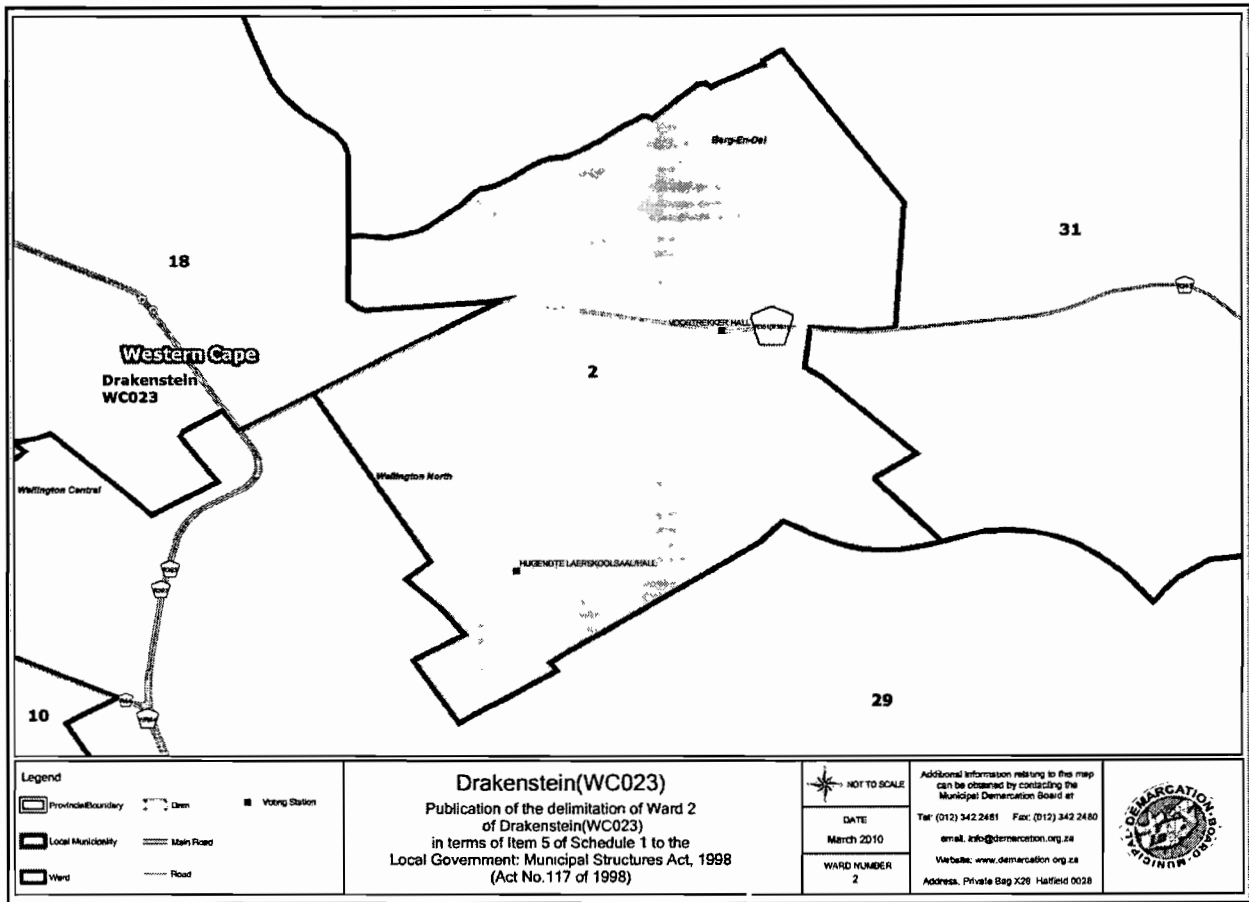 Berg-En-Dal
31
18
VOORTREKKER HALL
Western Cape
Drakenstein
WC023
2
Wellington Central
Wellington North
HUGENOTE LAERSKOOLSAAL/HALL
10
29
Legend
ProvincialBoundary
Dam
Voting Station
Local Municipality
Main Road
Ward
Road
Drakenstein(WC023)
Publication of the delimitation of Ward 2
of Drakenstein(WC023)
in terms of Item 5 of Schedule 1 to the
Local Government: Municipal Structures Act, 1998
(Act No.117 of 1998)
NOT TO SCALE
DATE
March 2010
WARD NUMBER
2
Additional information relating to this map
can be obtained by contacting the
Municipal Demarcation Board at
Tel: (012) 342 2481 Fax: (012) 342 2480
email. info@demarcation.org.za
Website: www.demarcation.org.za
Address. Private Bag X28 Hatfield 0028
MUNICIPAL DEMARCATION BOARD